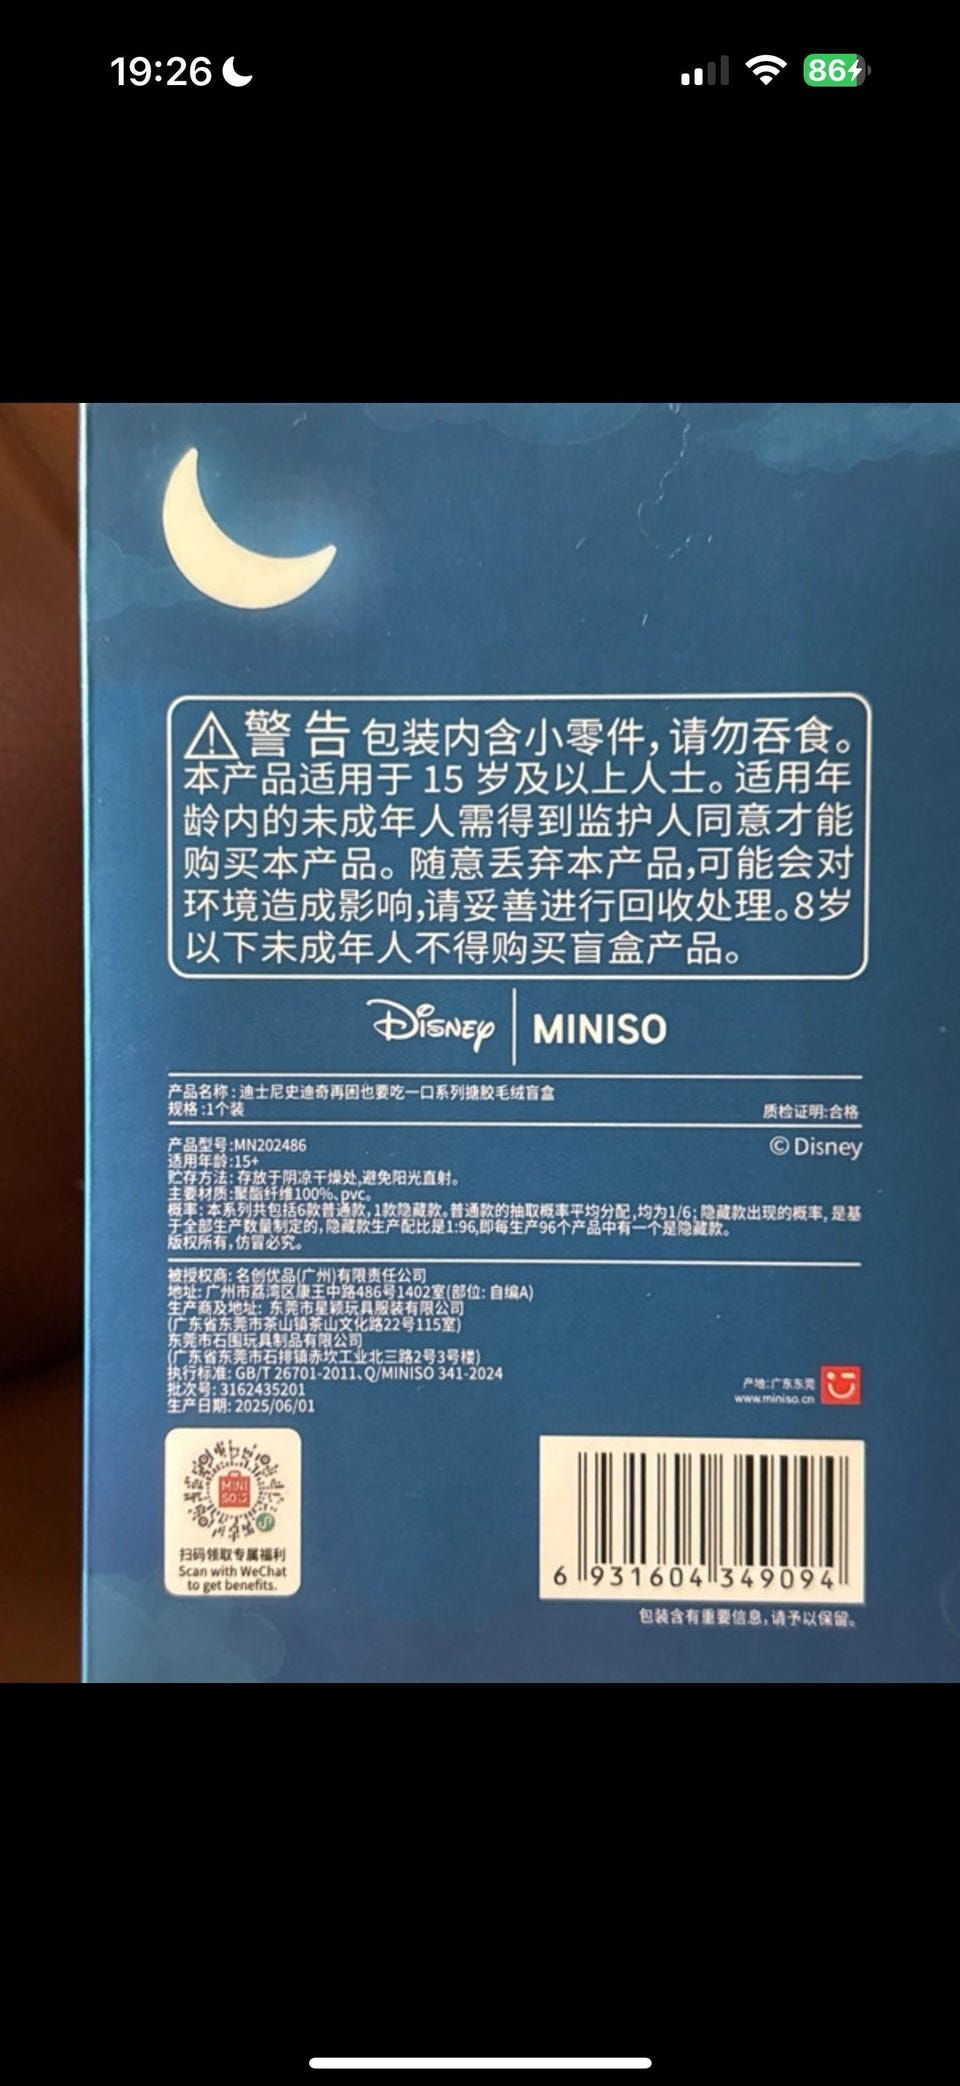 19:26
86
警告 包装内含小零件，请勿吞食。
本产品适用于 15 岁及以上人士。适用年
龄内的未成年人需得到监护人同意才能
购买本产品。随意丢弃本产品,可能会对
环境造成影响,请妥善进行回收处理。8岁
以下未成年人不得购买盲盒产品。
Disney | MINISO
产品名称：迪士尼史迪奇再困也要吃一口系列搪胶毛绒盲盒
规格:1个装
质检证明:合格
产品型号:MN202486
© Disney
适用年龄:15+
贮存方法：存放于阴凉干燥处,避免阳光直射。
主要材质:聚酯纤维100%、pvc。
概率：本系列共包括6款普通款，1款隐藏款。普通款的抽取概率平均分配，均为1/6；隐藏款出现的概率, 是基
于全部生产数量制定的，隐藏款生产配比是1:96,即每生产96个产品中有一个是隐藏款。
版权所有,仿冒必究。
被授权商：名创优品(广州)有限责任公司
地址：广州市荔湾区康王中路486号1402室(部位: 自编A)
生产商及地址：东莞市星颖玩具服装有限公司
(广东省东莞市茶山镇茶山文化路22号115室)
东莞市石围玩具制品有限公司
(广东省东莞市石排镇赤坎工业北三路2号3号楼)
执行标准: GB/T 26701-2011、Q/MINISO 341-2024
批次号: 3162435201
生产日期: 2025/06/01
产地:广东东莞
www.miniso.cn
MINI
SO
扫码领取专属福利
Scan with WeChat
to get benefits.
6 931604 349094
包装含有重要信息，请予以保留。